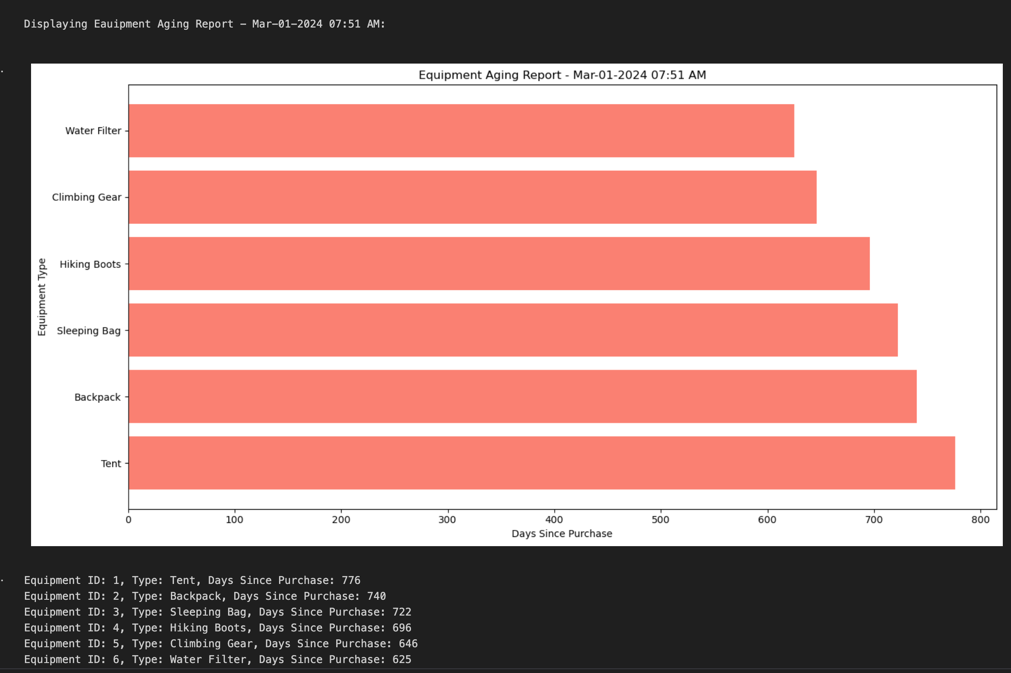 Displaying Eauipment Aging Report - Mar-01-2024 07:51 AM:
Equipment Aging Report - Mar-01-2024 07:51 AM
Equipment Type
Water Filter
Climbing Gear
Hiking Boots
Sleeping Bag
Backpack
Tent
0 100 200 300 400 500 600 700 800
Days Since Purchase
Equipment ID: 1, Type: Tent, Days Since Purchase: 776
Equipment ID: 2, Type: Backpack, Days Since Purchase: 740
Equipment ID: 3, Type: Sleeping Bag, Days Since Purchase: 722
Equipment ID: 4, Type: Hiking Boots, Days Since Purchase: 696
Equipment ID: 5, Type: Climbing Gear, Days Since Purchase: 646
Equipment ID: 6, Type: Water Filter, Days Since Purchase: 625